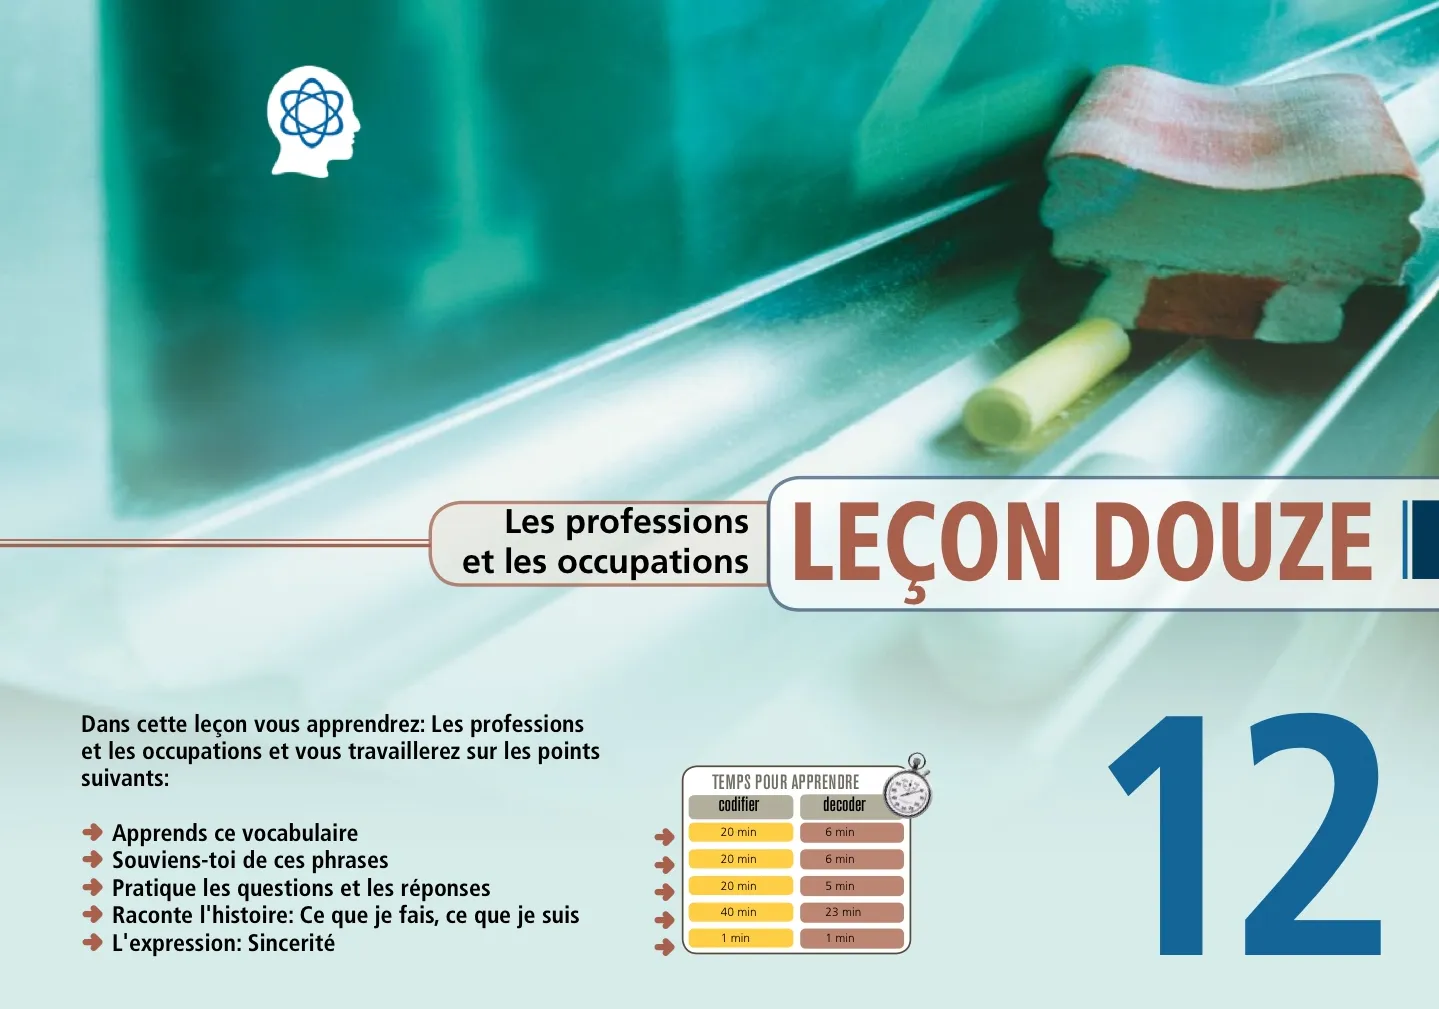 Les professions
et les occupations
LEÇON DOUZE
Dans cette leçon vous apprendrez: Les professions
et les occupations et vous travaillerez sur les points
suivants:
Apprends ce vocabulaire
Souviens-toi de ces phrases
Pratique les questions et les réponses
Raconte l'histoire: Ce que je fais, ce que je suis
L'expression: Sincerité
TEMPS POUR APPRENDRE
codifier decoder
20 min 6 min
20 min 6 min
20 min 5 min
40 min 23 min
1 min 1 min
12